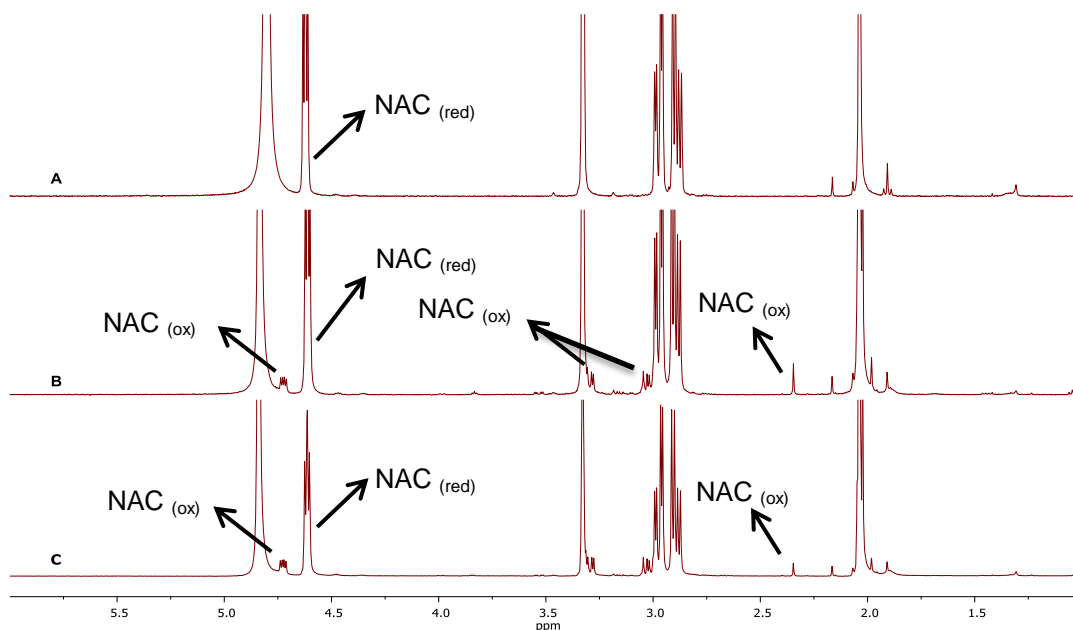 NAC (red)
A
NAC (red)
NAC (ox)
NAC (ox)
NAC (ox)
B
NAC (red)
NAC (ox)
NAC (ox)
C
5.5 5.0 4.5 4.0 3.5 3.0 2.5 2.0 1.5
ppm